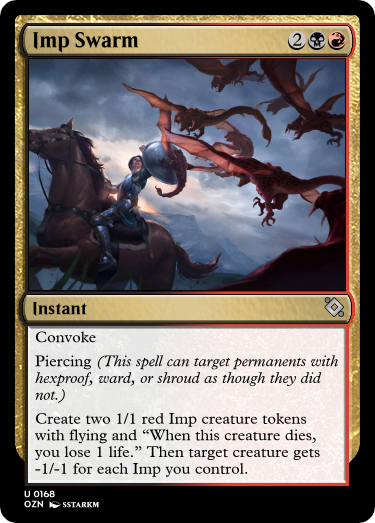 Imp Swarm 2
Instant
Convoke
Piercing (This spell can target permanents with
hexproof, ward, or shroud as though they did
not.)
Create two 1/1 red Imp creature tokens
with flying and “When this creature dies,
you lose 1 life.” Then target creature gets
-1/-1 for each Imp you control.
U 0168
OZN SSTARKM